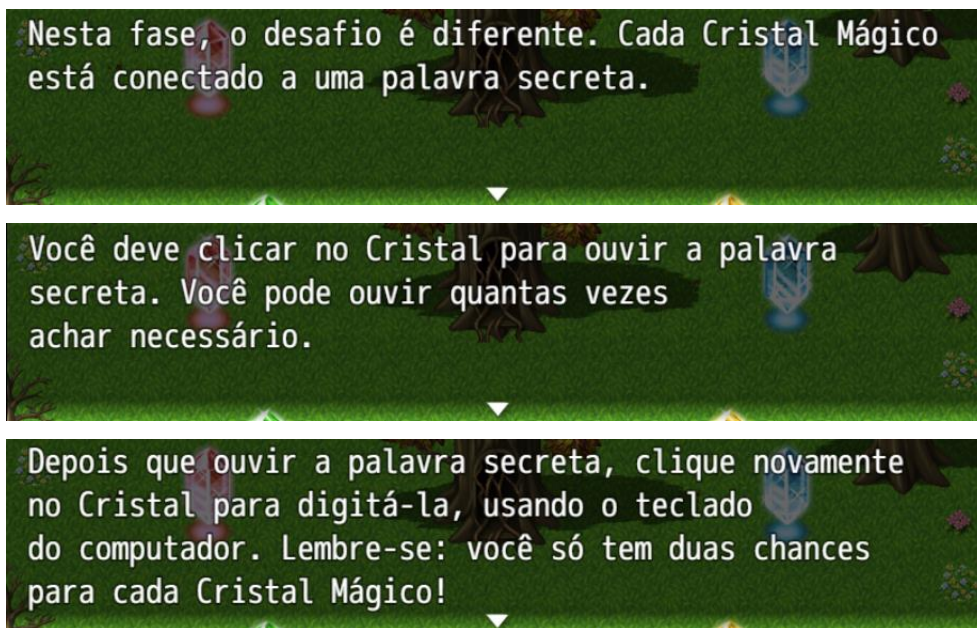 Nesta fase, o desafio é diferente. Cada Cristal Mágico
está conectado a uma palavra secreta.
Você deve clicar no Cristal para ouvir a palavra
secreta. Você pode ouvir quantas vezes
achar necessário.
Depois que ouvir a palavra secreta, clique novamente
no Cristal para digitá-la, usando o teclado
do computador. Lembre-se: você só tem duas chances
para cada Cristal Mágico!